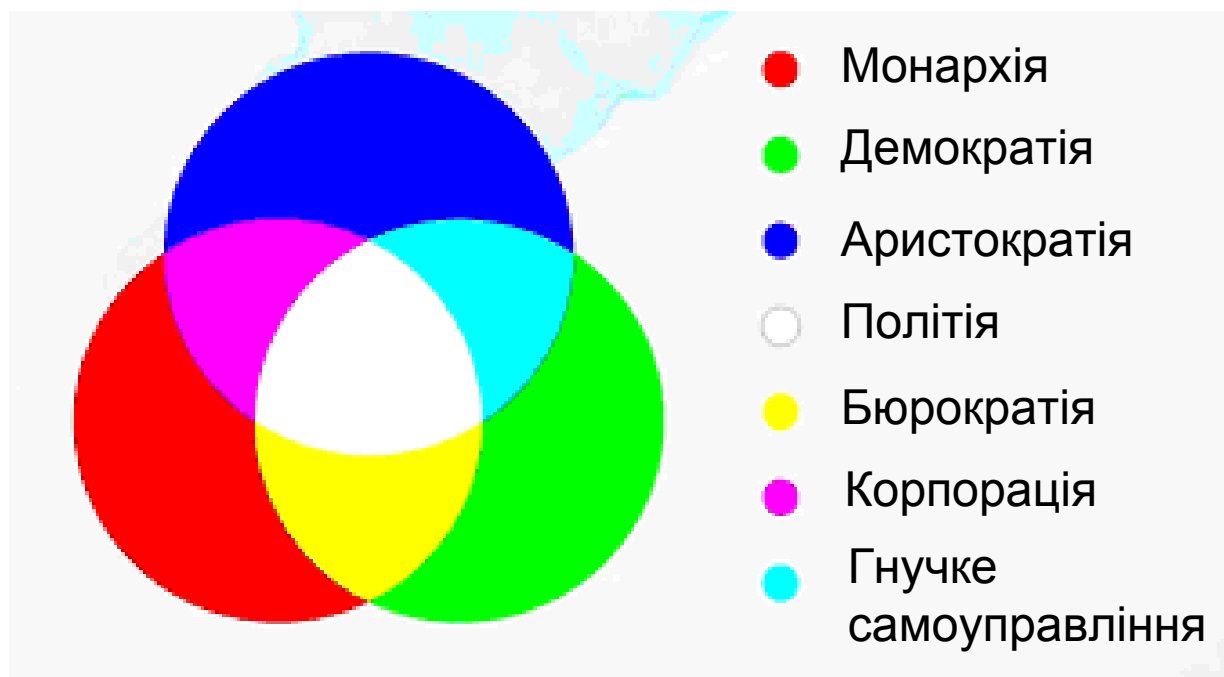 Монархія
Демократія
Аристократія
Політія
Бюрократія
Корпорація
Гнучке
самоуправління